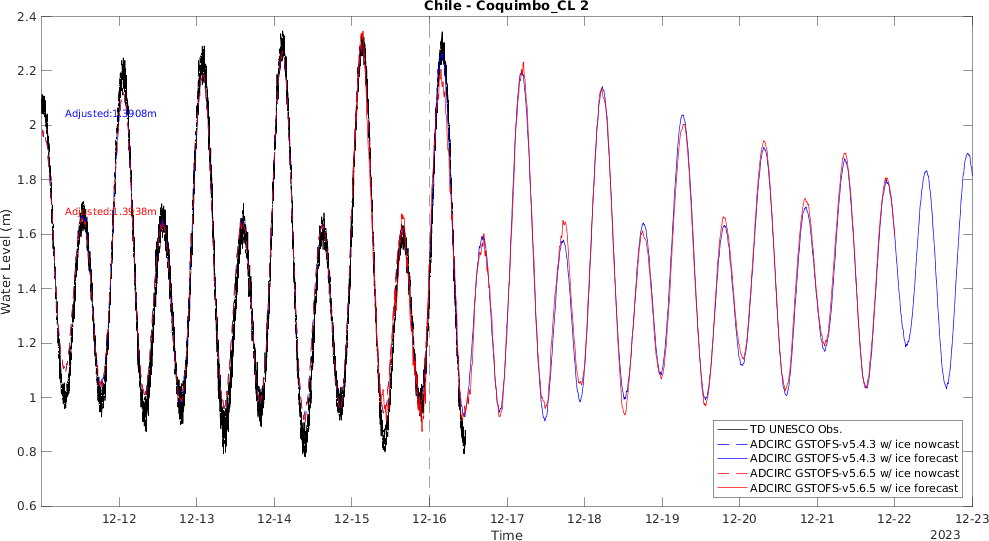 Chile - Coquimbo_CL 2
2.4
2.2
2
1.8
1.6
1.4
1.2
1
0.8
0.6
Water Level (m)
Adjusted:1.3908m
Adjusted:1.3938m
TD UNESCO Obs.
ADCIRC GSTOFS-v5.4.3 w/ ice nowcast
ADCIRC GSTOFS-v5.4.3 w/ ice forecast
ADCIRC GSTOFS-v5.6.5 w/ ice nowcast
ADCIRC GSTOFS-v5.6.5 w/ ice forecast
12-12 12-13 12-14 12-15 12-16 12-17 12-18 12-19 12-20 12-21 12-22 12-23
Time
2023